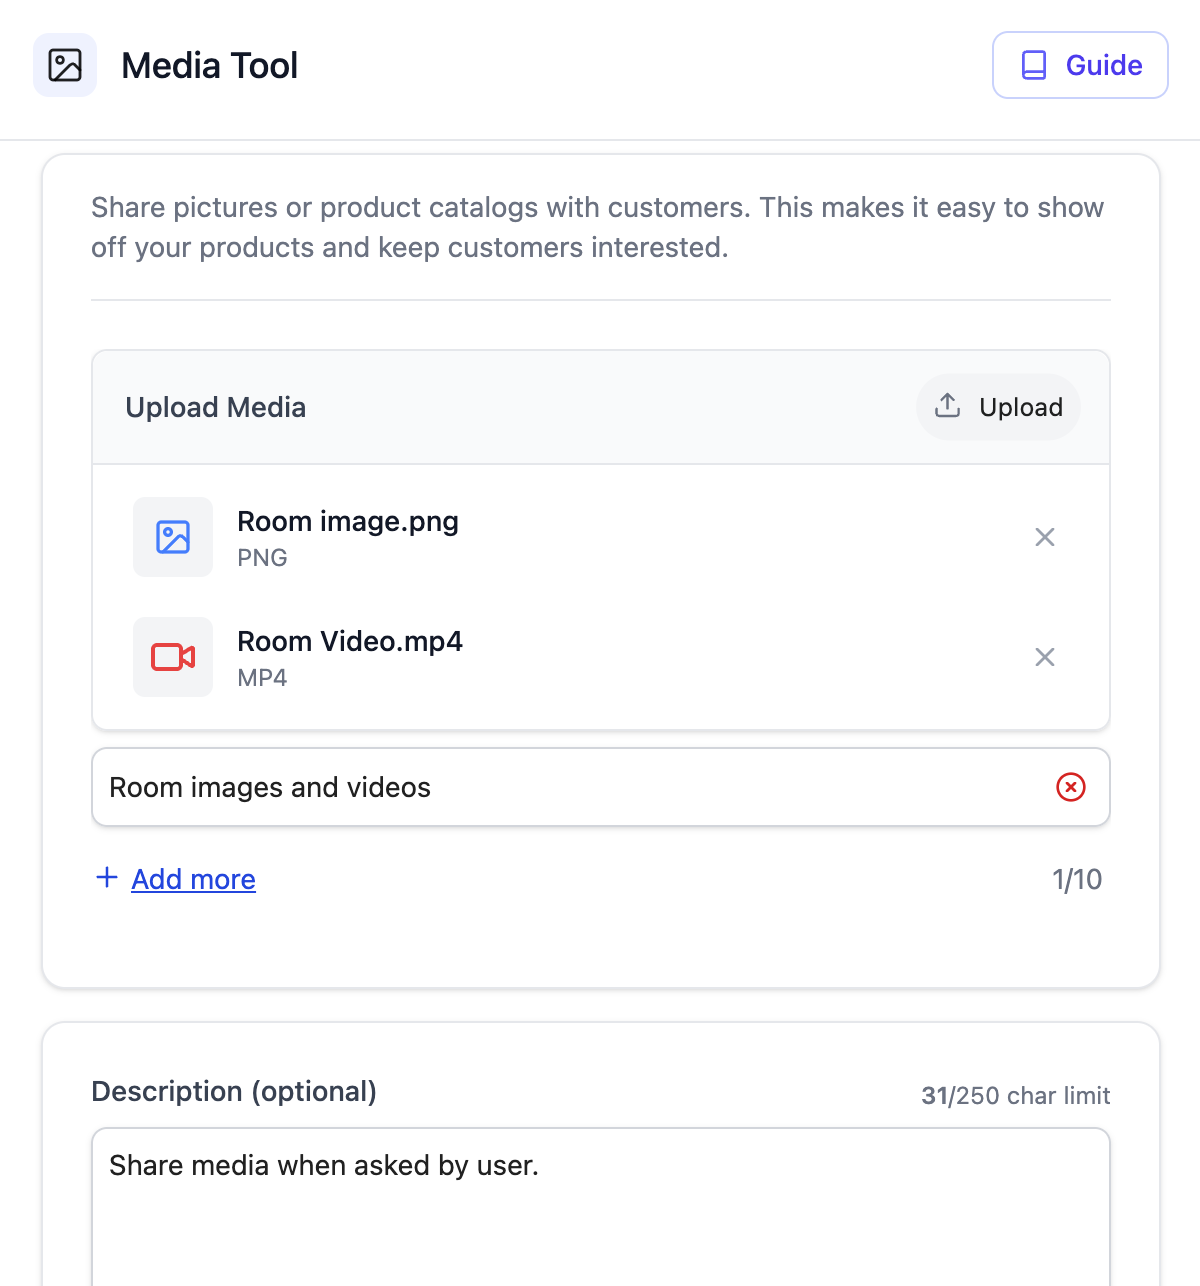 Media Tool
Guide
Share pictures or product catalogs with customers. This makes it easy to show
off your products and keep customers interested.
Upload Media
Upload
Room image.png
PNG
Room Video.mp4
MP4
Room images and videos
Add more
1/10
Description (optional)
31/250 char limit
Share media when asked by user.